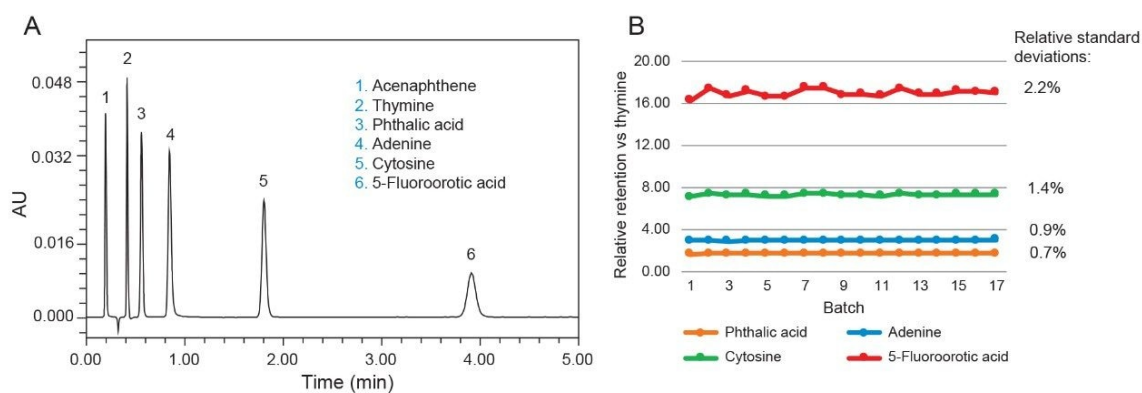 A
0.048
0.032
0.016
0.000
AU
0.00 1.00 2.00 3.00 4.00 5.00
Time (min)
1 2 3 4 5 6
1. Acenaphthene
2. Thymine
3. Phthalic acid
4. Adenine
5. Cytosine
6. 5-Fluoroorotic acid
B
Relative standard
deviations:
20.00
16.00
12.00
8.00
4.00
0.00
Relative retention vs thymine
2.2%
1.4%
0.9%
0.7%
1 3 5 7 9 11 13 15 17
Batch
Phthalic acid Adenine
Cytosine 5-Fluoroorotic acid